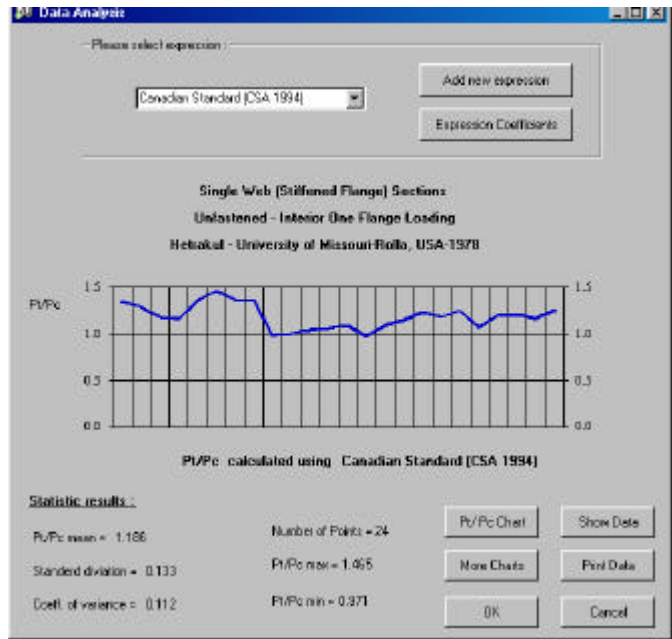 Data Analysis
Please select expression :
Canadian Standard (CSA 1994)
Add new expression
Expression Coefficients
Single Web (Stiffened Flange) Sections
Unfastened - Interior One Flange Loading
Hetrakul - University of Missouri-Rolla, USA-1978
Pt/Pc
1.5
1.0
0.5
0.0
1.5
1.0
0.5
0.0
Pt/Pc calculated using Canadian Standard (CSA 1994)
Statistic results :
Pt/Pc mean = 1.186
Standard diviation = 0.133
Coeff. of variance = 0.112
Number of Points = 24
Pt/Pc max = 1.465
Pt/Pc min = 0.971
Pt/Pc Chart
Show Data
More Charts
Print Data
OK
Cancel